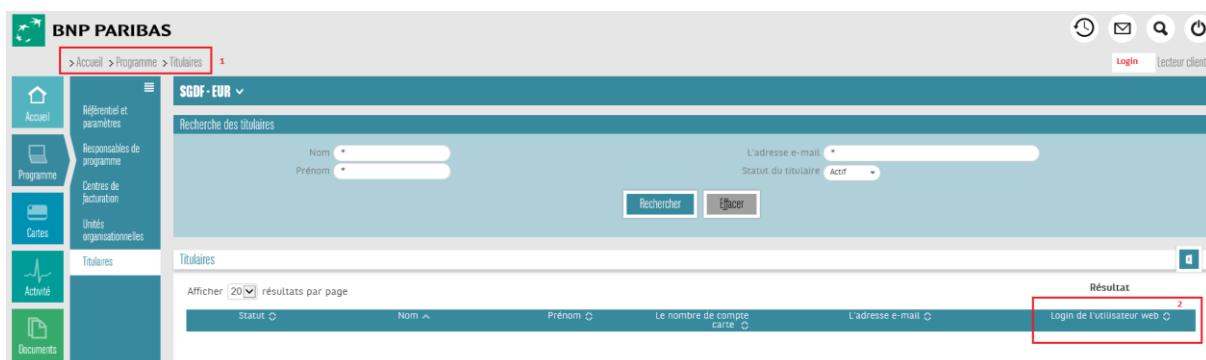 BNP PARIBAS
> Accueil > Programme > Titulaires 1
Login Lecteur client
SGDF - EUR
Accueil
Référentiel et
paramètres
Recherche des titulaires
Responsables de
programme
Nom *
L'adresse e-mail *
Prénom *
Statut du titulaire Actif
Programme
Centres de
facturation
Rechercher Effacer
Cartes
Unités
organisationnelles
Titulaires
Titulaires
Activité
Afficher 20 résultats par page
Résultat
2
Statut Nom Prénom Le nombre de compte
carte L'adresse e-mail Login de l'utilisateur web
Documents